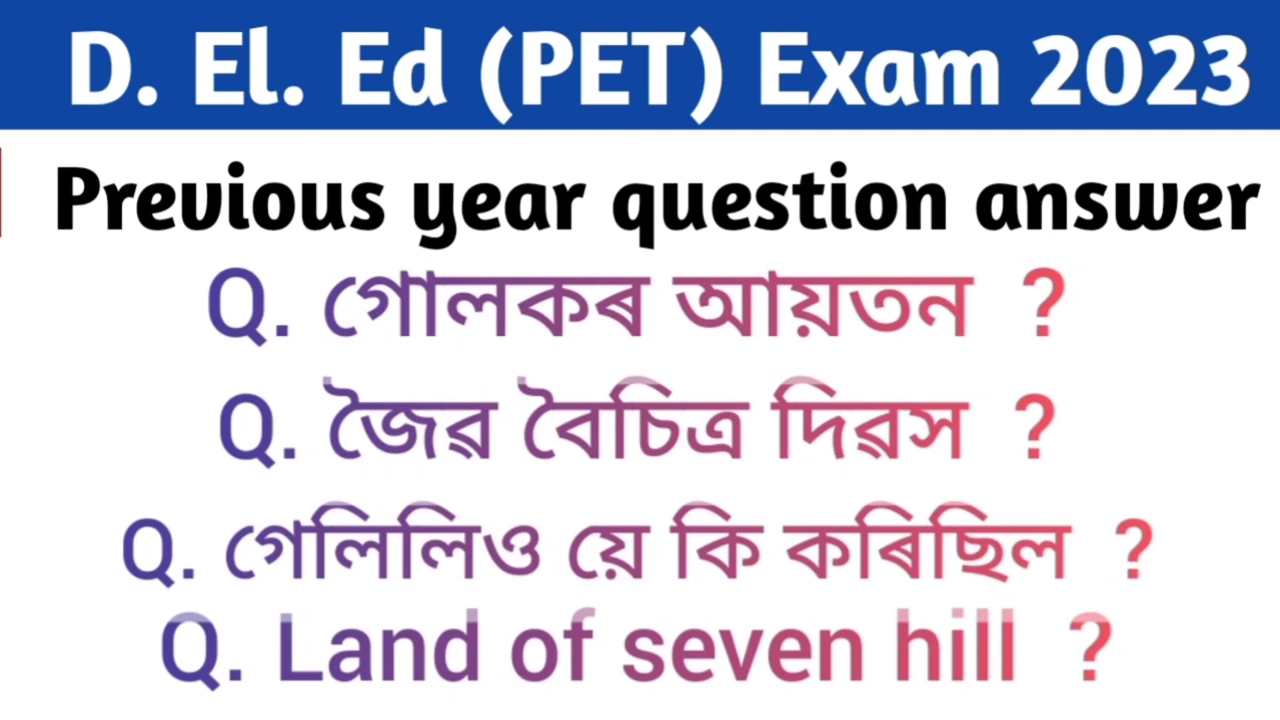 D. El. Ed (PET) Exam 2023
Previous year question answer
Q. গোলকৰ আয়তন ?
Q. জৈৱ বৈচিত্ৰ দিৱস ?
Q. গেলিলিও য়ে কি কৰিছিল ?
Q. Land of seven hill ?